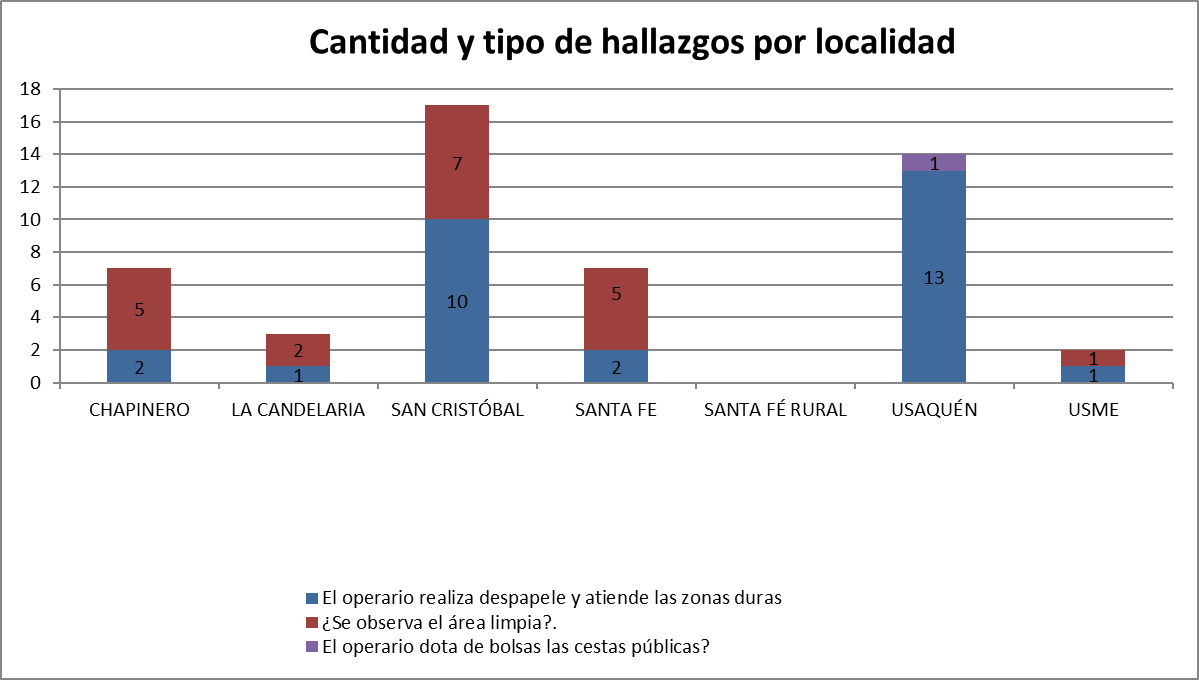 Cantidad y tipo de hallazgos por localidad
18
16
14
12
10
8
6
4
2
0
5
2
2
1
7
10
5
2
1
13
1
1
CHAPINERO
LA CANDELARIA
SAN CRISTÓBAL
SANTA FE
SANTA FÉ RURAL
USAQUÉN
USME
El operario realiza despapele y atiende las zonas duras
¿Se observa el área limpia?.
El operario dota de bolsas las cestas públicas?